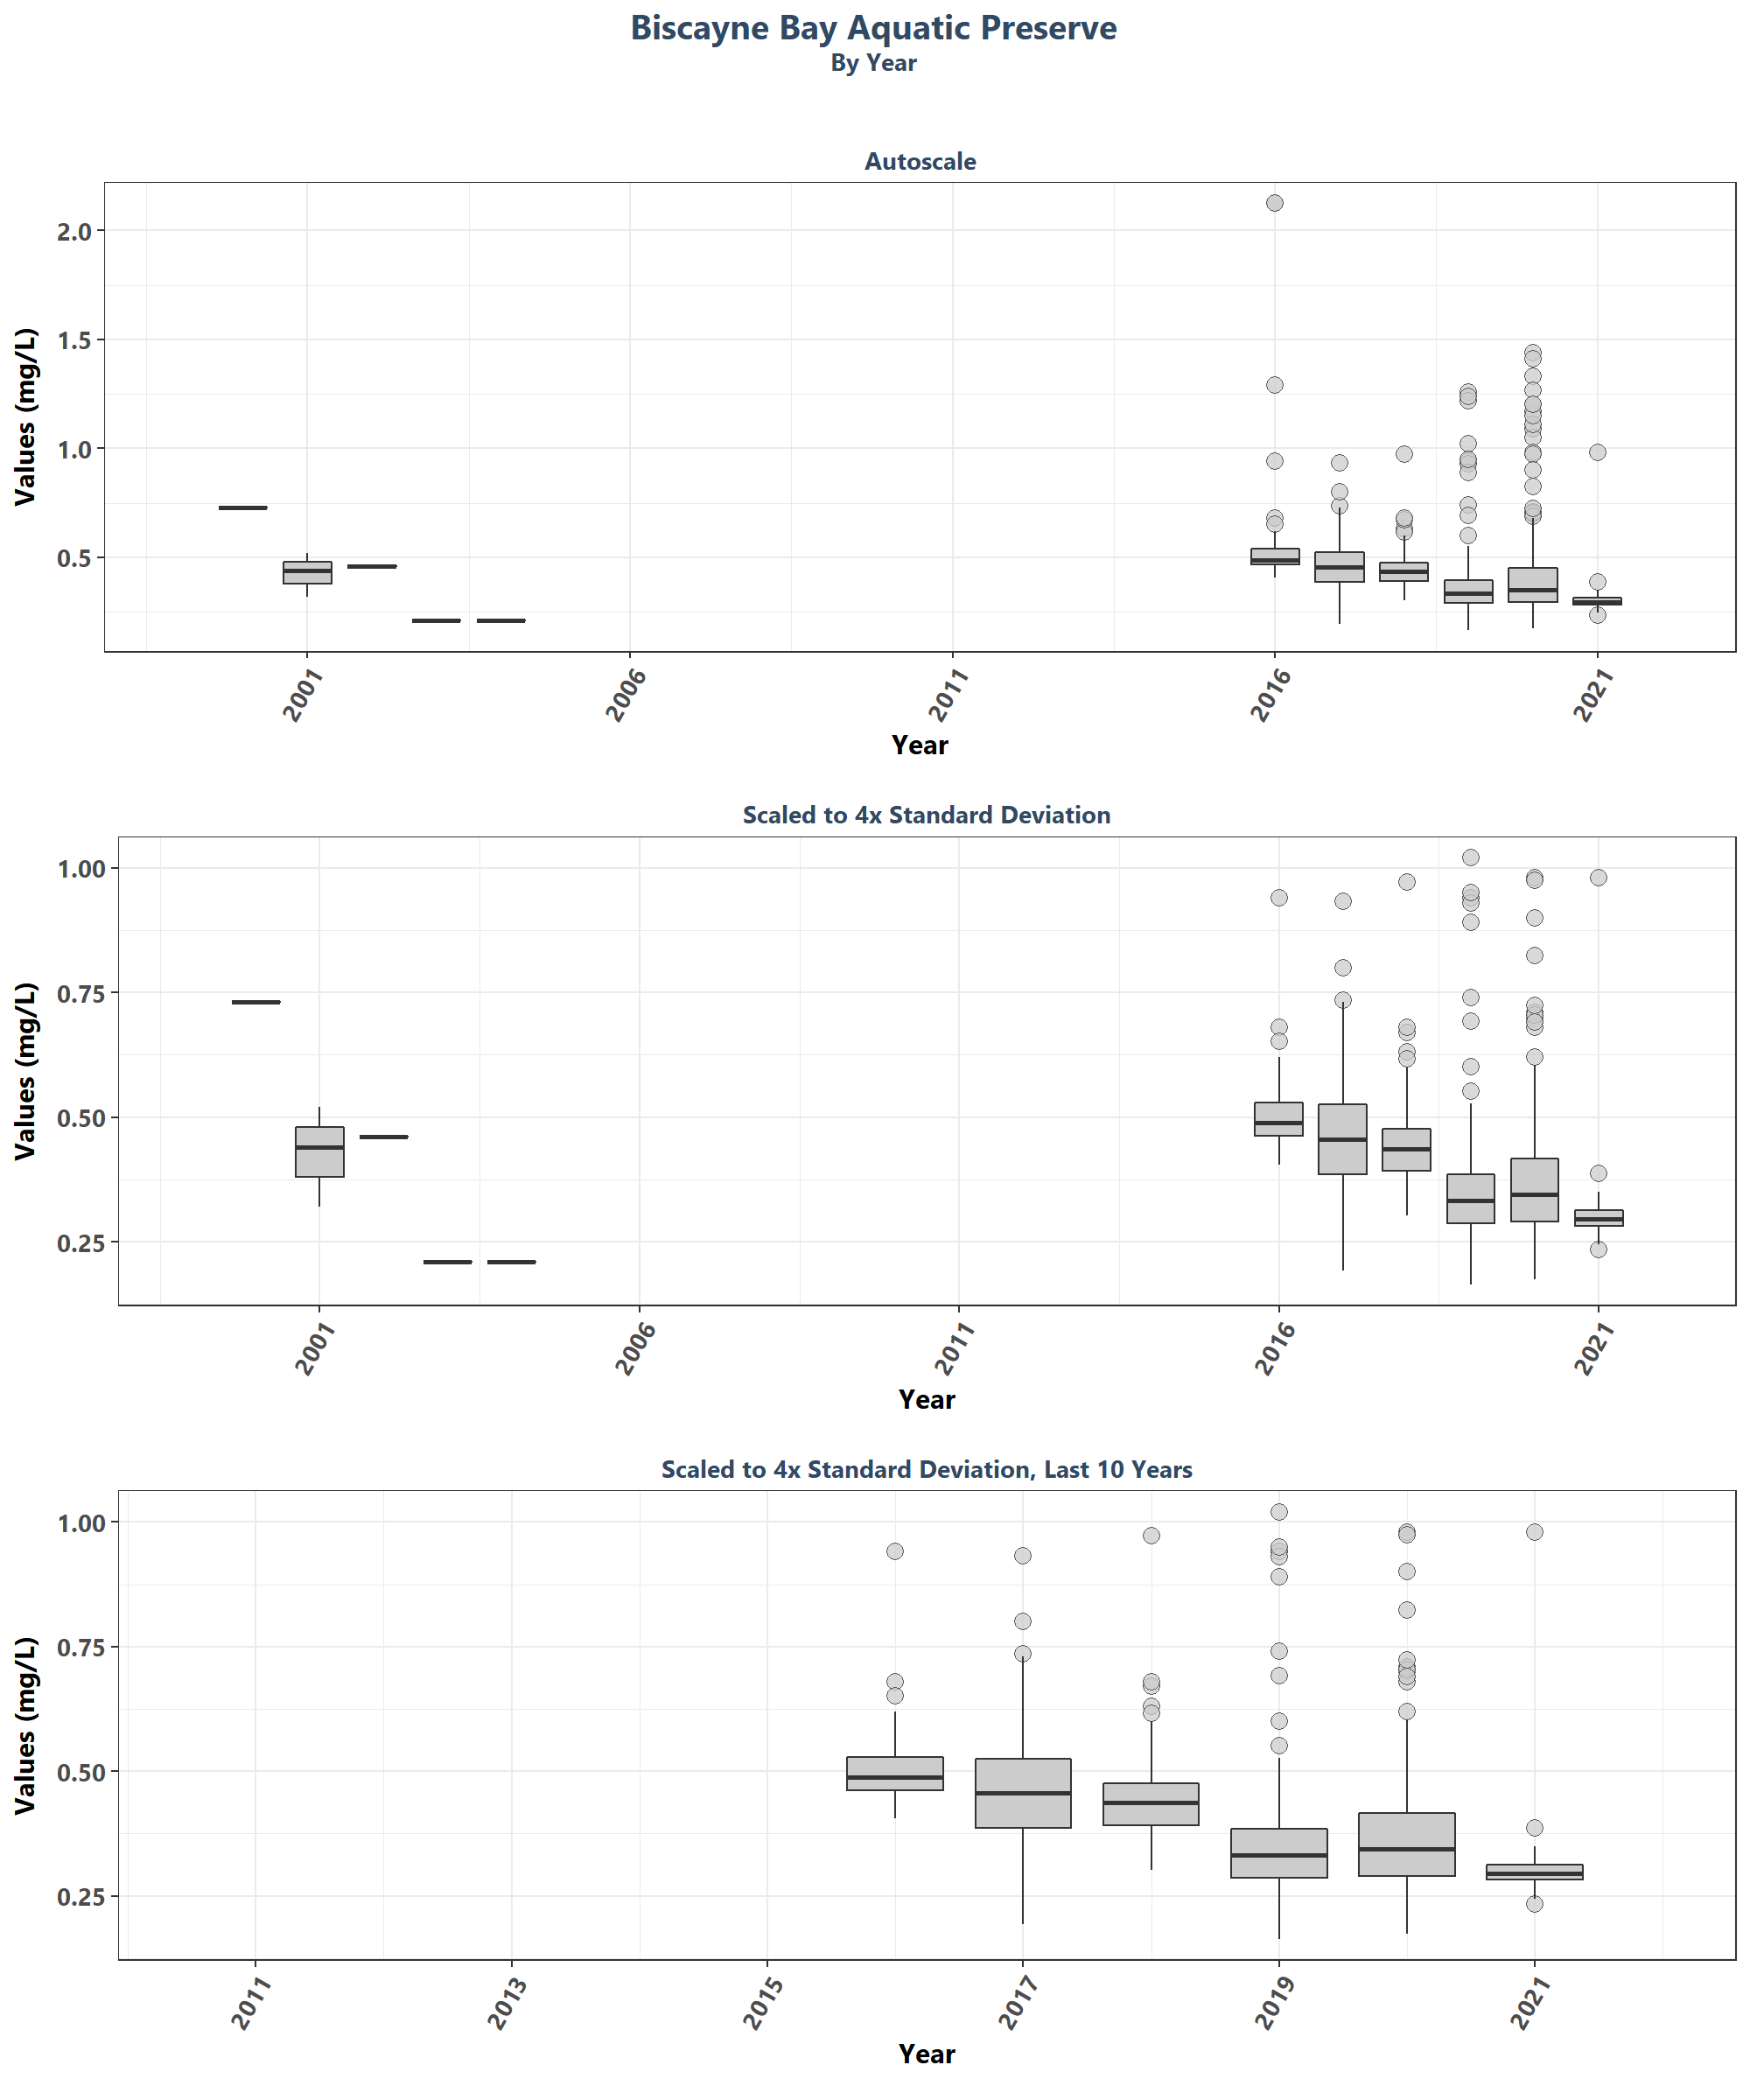 Biscayne Bay Aquatic Preserve
By Year
Autoscale
Values (mg/L)
2.0
1.5
1.0
0.5
2001
2006
2011
2016
2021
Year
Scaled to 4x Standard Deviation
Values (mg/L)
1.00
0.75
0.50
0.25
2001
2006
2011
2016
2021
Year
Scaled to 4x Standard Deviation, Last 10 Years
Values (mg/L)
1.00
0.75
0.50
0.25
2011
2013
2015
2017
2019
2021
Year